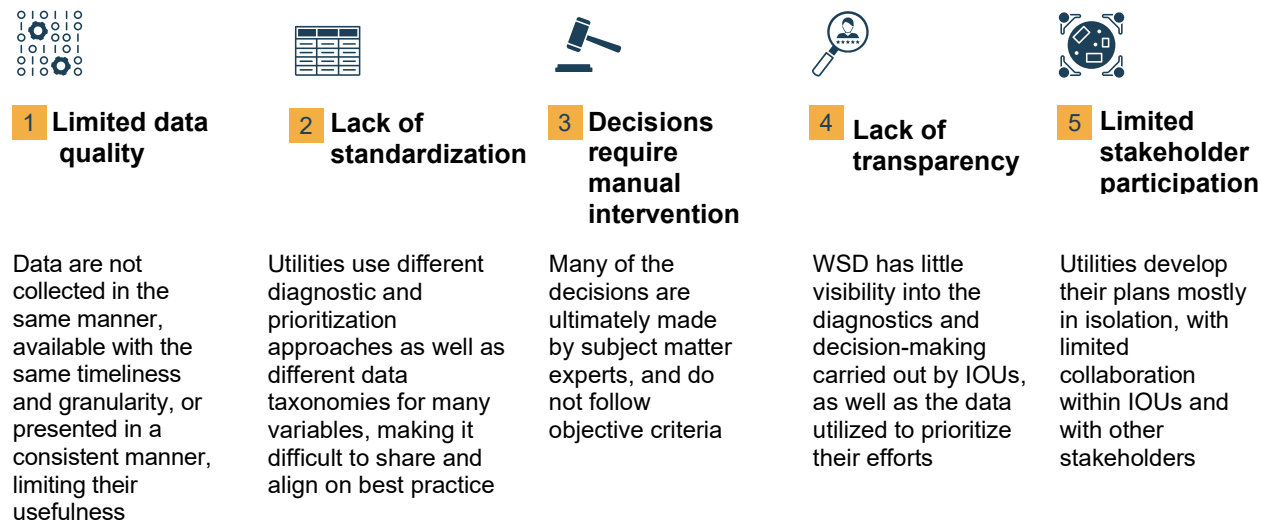 1 Limited data
quality
Data are not
collected in the
same manner,
available with the
same timeliness
and granularity, or
presented in a
consistent manner,
limiting their
usefulness
2 Lack of
standardization
Utilities use different
diagnostic and
prioritization
approaches as well as
different data
taxonomies for many
variables, making it
difficult to share and
align on best practice
3 Decisions
require
manual
intervention
Many of the
decisions are
ultimately made
by subject matter
experts, and do
not follow
objective criteria
4 Lack of
transparency
WSD has little
visibility into the
diagnostics and
decision-making
carried out by IOUs,
as well as the data
utilized to prioritize
their efforts
5 Limited
stakeholder
participation
Utilities develop
their plans mostly
in isolation, with
limited
collaboration
within IOUs and
with other
stakeholders